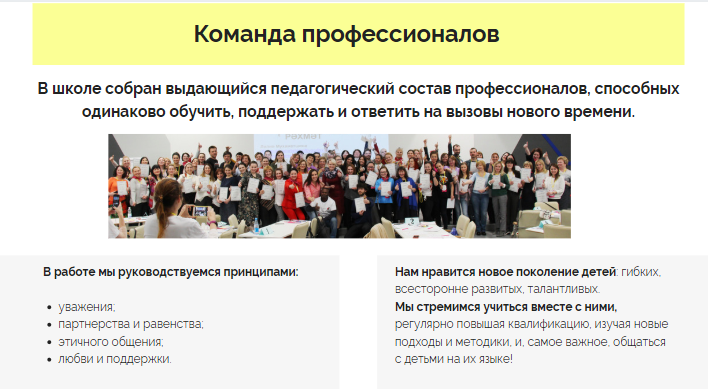 Команда профессионалов
В школе собран выдающийся педагогический состав профессионалов, способных
одинаково обучить, поддержать и ответить на вызовы нового времени.
РӘХМӘТ
В работе мы руководствуемся принципами:
уважения;
партнерства и равенства;
этичного общения;
любви и поддержки.
Нам нравится новое поколение детей: гибких,
всесторонне развитых, талантливых.
Мы стремимся учиться вместе с ними,
регулярно повышая квалификацию, изучая новые
подходы и методики, и, самое важное, общаться
с детьми на их языке!